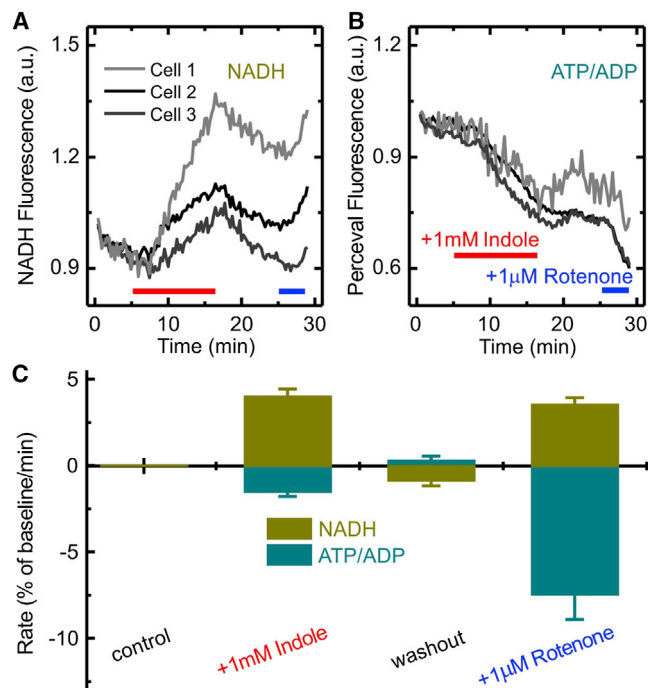 A
NADH Fluorescence (a.u.)
1.5
1.2
0.9
Cell 1
Cell 2
Cell 3
NADH
0 10 20 30
Time (min)
B
Perceval Fluorescence (a.u.)
1.2
0.9
0.6
ATP/ADP
+1mM Indole
+1μM Rotenone
0 10 20 30
Time (min)
C
Rate (% of baseline/min)
5
0
-5
-10
NADH
ATP/ADP
control
+1mM Indole
washout
+1μM Rotenone